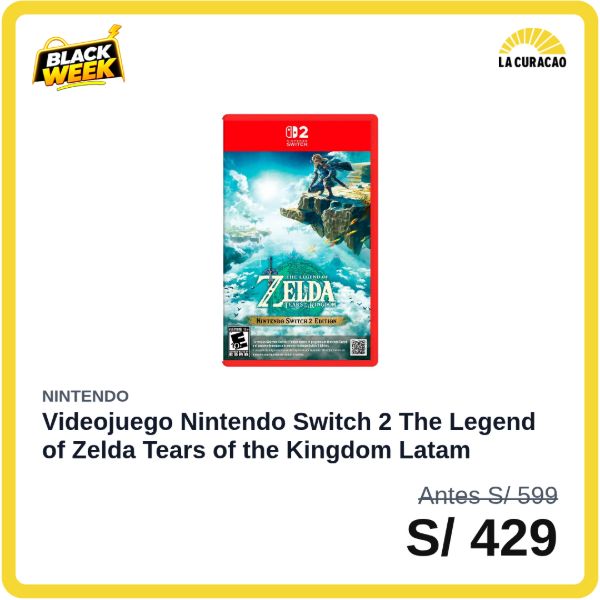 BLACK
WEEK
LA CURACAO
2
NINTENDO
SWITCH
THE LEGEND OF
ZELDA
TEARS OF THE KINGDOM
NINTENDO SWITCH 2 EDITION
E
NINTENDO
Videojuego Nintendo Switch 2 The Legend
of Zelda Tears of the Kingdom Latam
Antes S/ 599
S/ 429